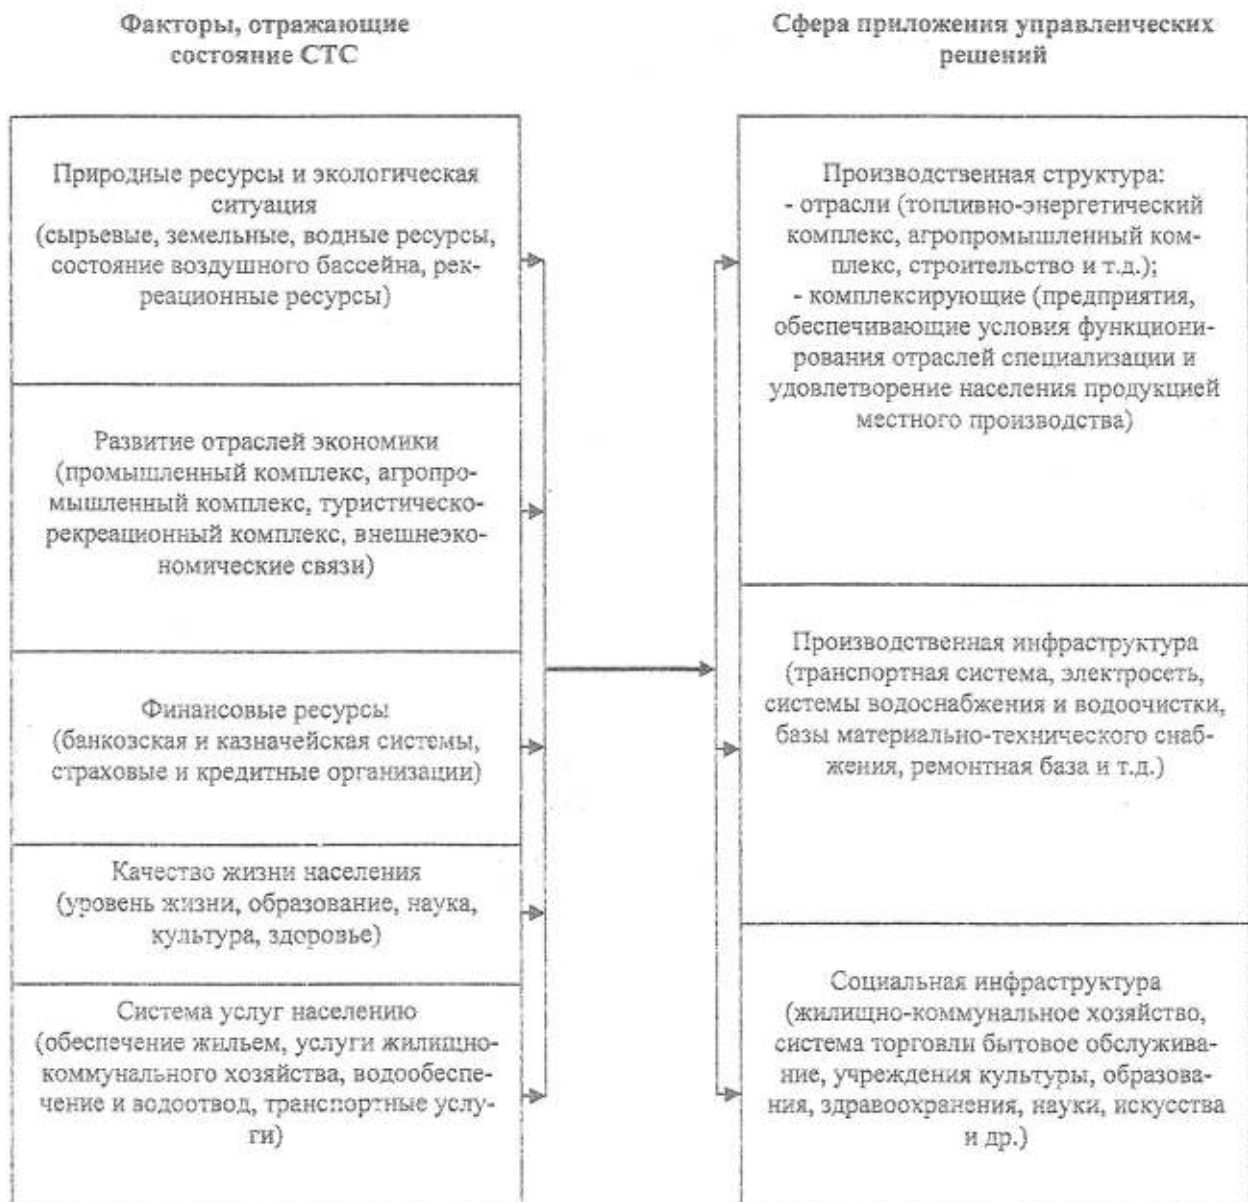 Факторы, отражающие
состояние СТС
Сфера приложения управленческих
решений
Природные ресурсы и экологическая
ситуация
(сырьевые, земельные, водные ресурсы,
состояние воздушного бассейна, рек-
реационные ресурсы)
Развитие отраслей экономики
(промышленный комплекс, агропро-
мышленный комплекс, туристическо-
рекреационный комплекс, внешнеэко-
номические связи)
Финансовые ресурсы
(банковская и казначейская системы,
страховые и кредитные организации)
Качество жизни населения
(уровень жизни, образование, наука,
культура, здоровье)
Система услуг населению
(обеспечение жильем, услуги жилищно-
коммунального хозяйства, водообеспе-
чение и водоотвод, транспортные услу-
ги)
Производственная структура:
- отрасли (топливно-энергетический
комплекс, агропромышленный ком-
плекс, строительство и т.д.);
- комплексирующие (предприятия,
обеспечивающие условия функциони-
рования отраслей специализации и
удовлетворение населения продукцией
местного производства)
Производственная инфраструктура
(транспортная система, электросеть,
системы водоснабжения и водоочистки,
базы материально-технического снаб-
жения, ремонтная база и т.д.)
Социальная инфраструктура
(жилищно-коммунальное хозяйство,
система торговли бытовое обслужива-
ние, учреждения культуры, образова-
ния, здравоохранения, науки, искусства
и др.)